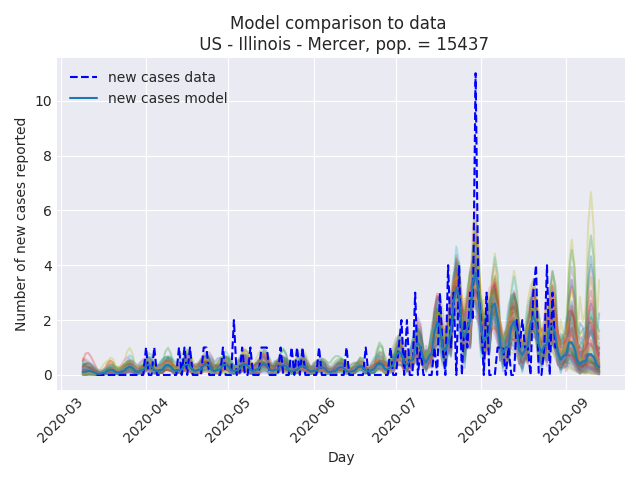 Model comparison to data
US - Illinois - Mercer, pop. = 15437
new cases data
new cases model
Number of new cases reported
10
8
6
4
2
0
2020-03
2020-04
2020-05
2020-06
2020-07
2020-08
2020-09
Day